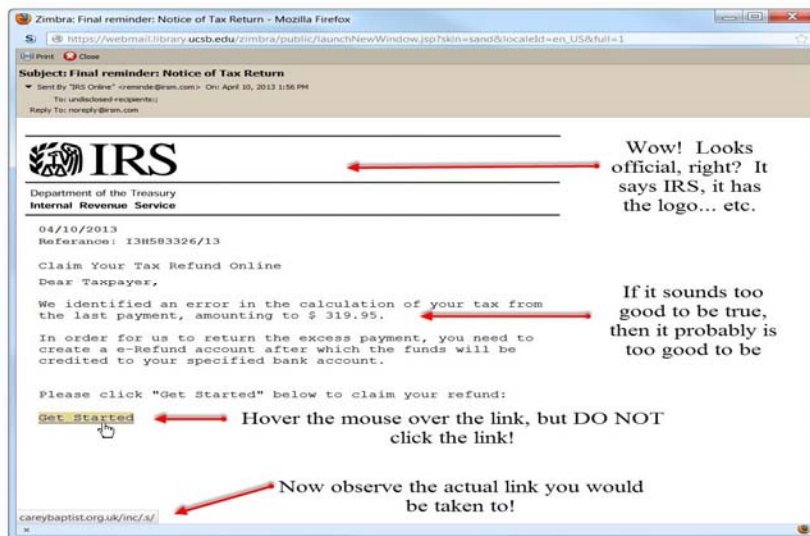 Zimbra: Final reminder: Notice of Tax Return - Mozilla Firefox
S https://webmail.library.ucsb.edu/zimbra/public/launchNewWindow.jsp?skin=sand&localeId=en_US&full=1
Print Close
Subject: Final reminder: Notice of Tax Return
Sent By "IRS Online" <reminder@irsm.com> On: April 10, 2013 1:56 PM
To: undisclosed-recipients:;
Reply To: noreply@irsm.com
IRS
Department of the Treasury
Internal Revenue Service
Wow! Looks
official, right? It
says IRS, it has
the logo... etc.
04/10/2013
Referance: I3H583326/13
Claim Your Tax Refund Online
Dear Taxpayer,
We identified an error in the calculation of your tax from
the last payment, amounting to $ 319.95.
In order for us to return the excess payment, you need to
create a e-Refund account after which the funds will be
credited to your specified bank account.
If it sounds too
good to be true,
then it probably is
too good to be
Please click "Get Started" below to claim your refund:
Get Started
Hover the mouse over the link, but DO NOT
click the link!
Now observe the actual link you would
be taken to!
careybaptist.org.uk/inc/.s/